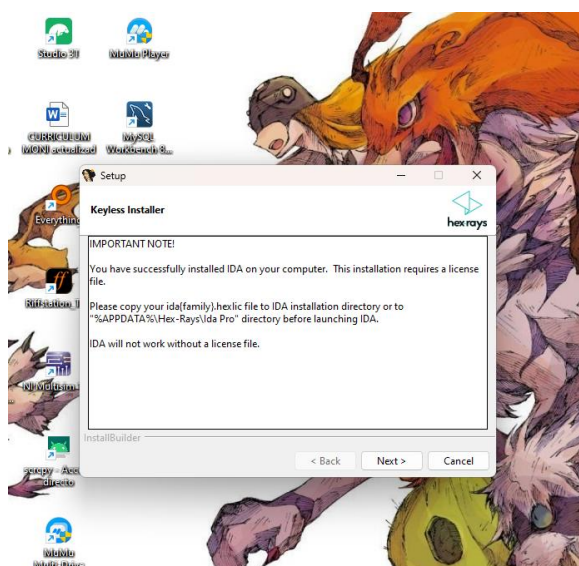 Studio 3T
MuMu Player
CURRICULUM
MONI actualizad
MySQL
Workbench 8...
Setup
Keyless Installer
hex rays
IMPORTANT NOTE!
You have successfully installed IDA on your computer. This installation requires a license
file.
Please copy your ida{family}.hexlic file to IDA installation directory or to
"%APPDATA%\Hex-Rays\Ida Pro" directory before launching IDA.
IDA will not work without a license file.
InstallBuilder
< Back
Next >
Cancel
Everything
Riffstation_
NI Multisim
scrcpy - Acc
directo
MuMu